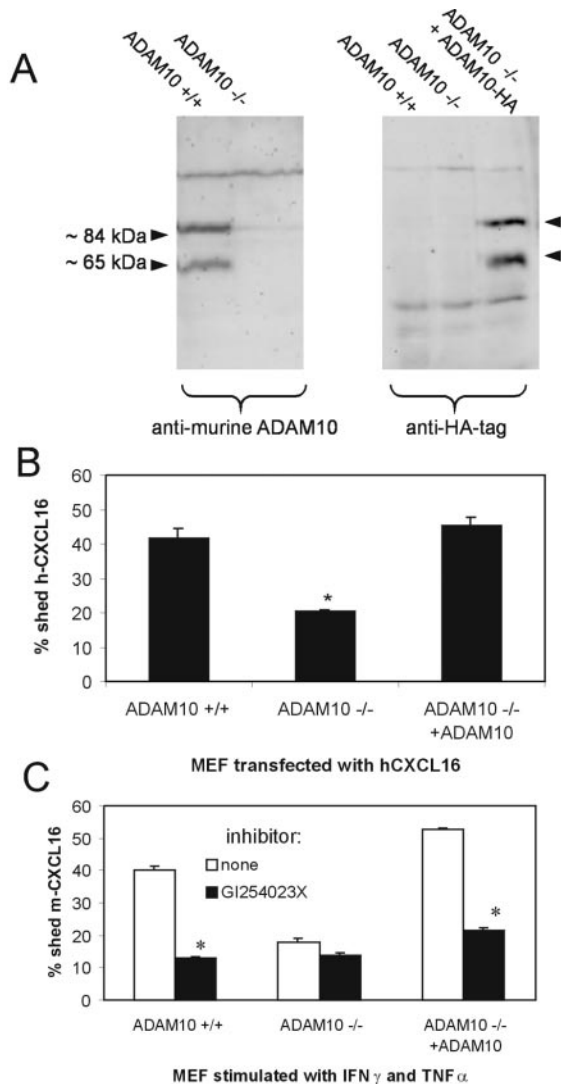 A
ADAM10 +/+
ADAM10 -/-
ADAM10 +/+
ADAM10 -/-
ADAM10 -/-
+ ADAM10-HA
~ 84 kDa
~ 65 kDa
anti-murine ADAM10
anti-HA-tag
B
% shed h-CXCL16
60
50
40
30
20
10
0
*
ADAM10 +/+
ADAM10 -/-
ADAM10 -/-
+ADAM10
MEF transfected with hCXCL16
C
% shed m-CXCL16
60
50
40
30
20
10
0
inhibitor:
none
GI254023X
*
*
ADAM10 +/+
ADAM10 -/-
ADAM10 -/-
+ADAM10
MEF stimulated with IFN γ and TNF α